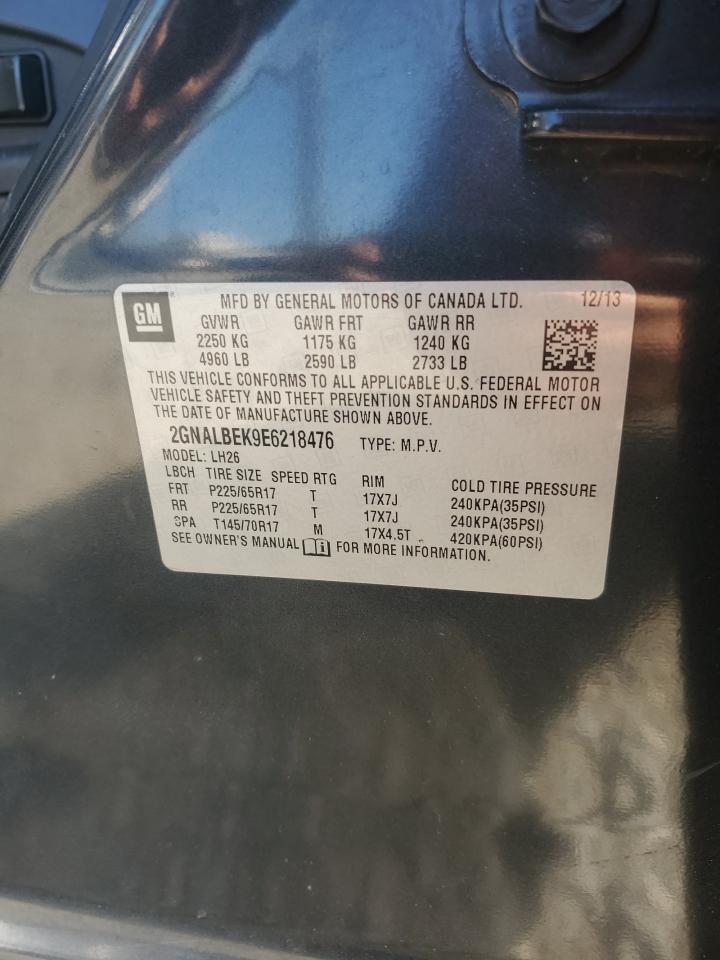 GM MFD BY GENERAL MOTORS OF CANADA LTD. 12/13
GVWR GAWR FRT GAWR RR
2250 KG 1175 KG 1240 KG
4960 LB 2590 LB 2733 LB
THIS VEHICLE CONFORMS TO ALL APPLICABLE U.S. FEDERAL MOTOR
VEHICLE SAFETY AND THEFT PREVENTION STANDARDS IN EFFECT ON
THE DATE OF MANUFACTURE SHOWN ABOVE.
2GNALBEK9E6218476 TYPE: M.P.V.
MODEL: LH26
LBCH TIRE SIZE SPEED RTG RIM COLD TIRE PRESSURE
FRT P225/65R17 T 17X7J 240KPA(35PSI)
RR P225/65R17 T 17X7J 240KPA(35PSI)
SPA T145/70R17 M 17X4.5T 420KPA(60PSI)
SEE OWNER'S MANUAL FOR MORE INFORMATION.